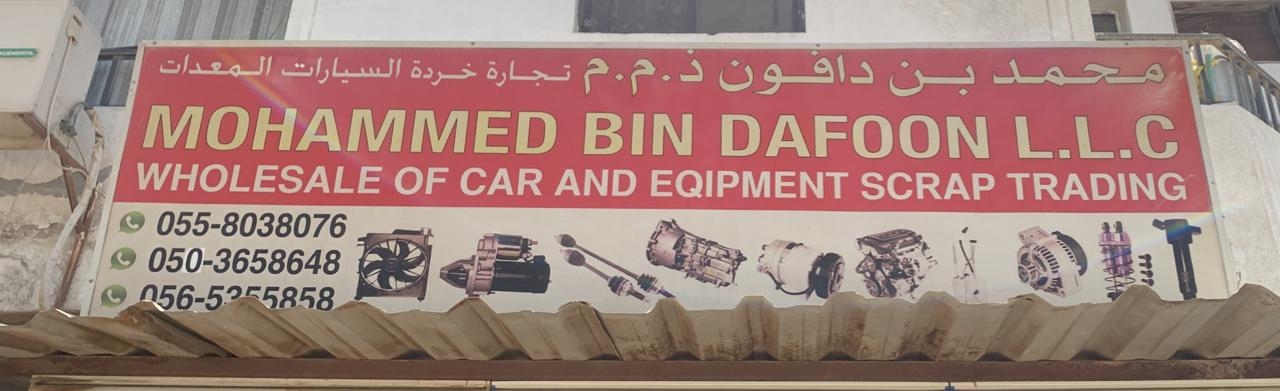 محمد بن دافون ذ.م.م تجارة خردة السيارات المعدات
MOHAMMED BIN DAFOON L.L.C
WHOLESALE OF CAR AND EQIPMENT SCRAP TRADING
055-8038076
050-3658648
056-5355858